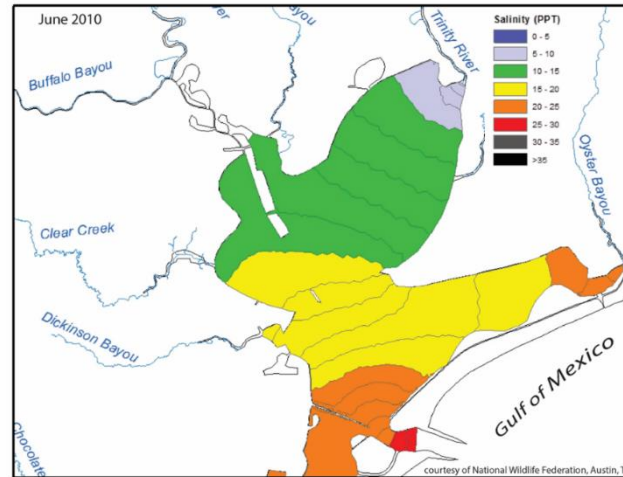 June 2010
Salinity (PPT)
0 - 5
5 - 10
10 - 15
15 - 20
20 - 25
25 - 30
30 - 35
>35
Trinity River
Buffalo Bayou
Oyster Bayou
Clear Creek
Dickinson Bayou
Gulf of Mexico
Chocolate
courtesy of National Wildlife Federation, Austin, T